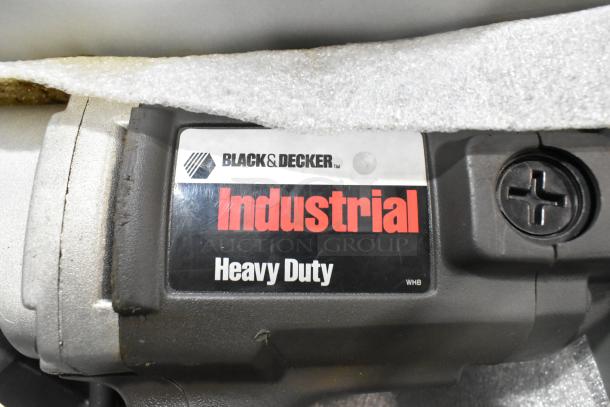 BLACK&DECKER™
Industrial
AUCTION GROUP
Heavy Duty
WHB